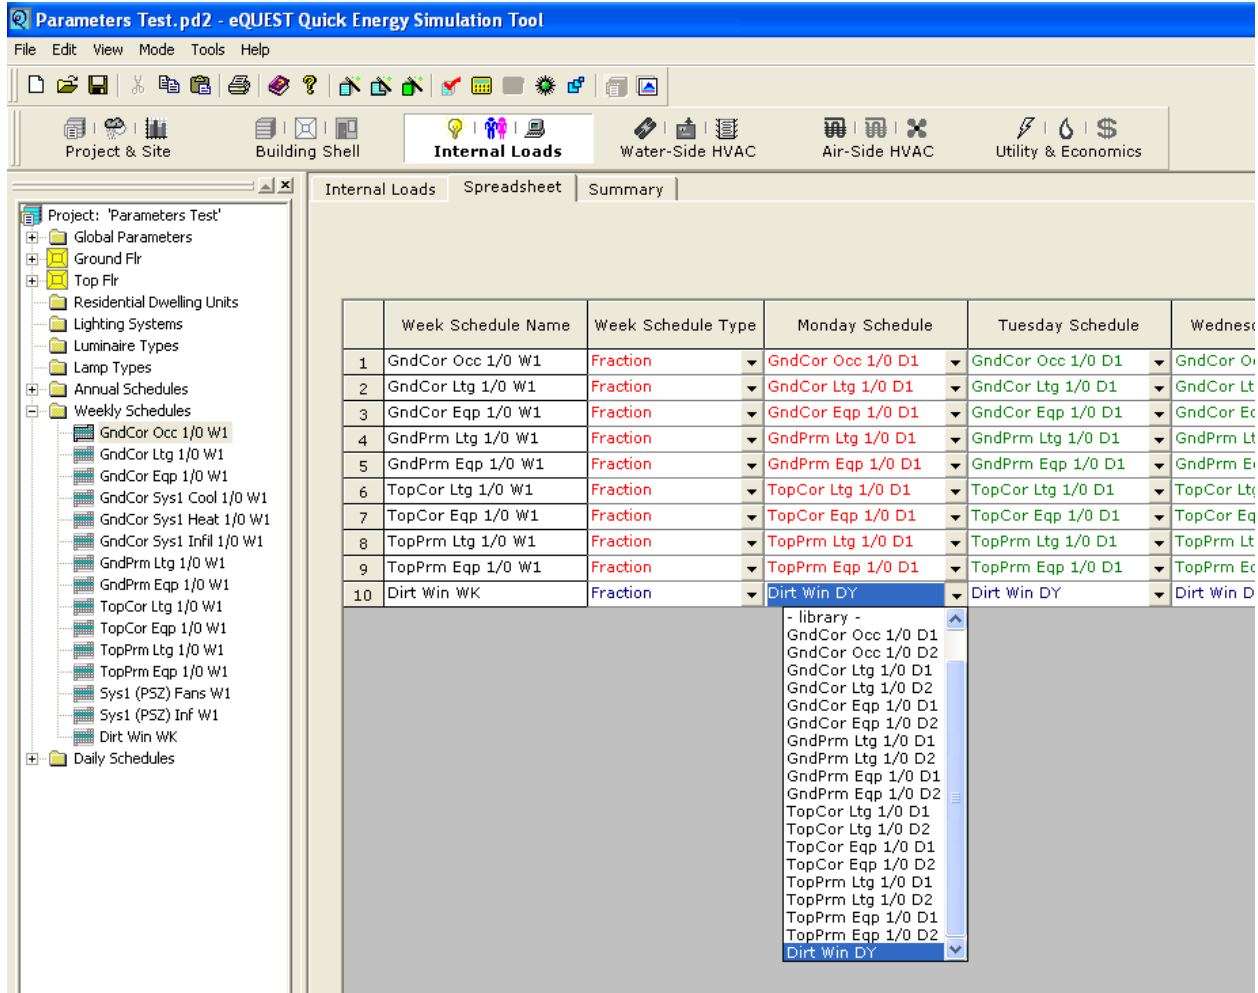 Parameters Test.pd2 - eQUEST Quick Energy Simulation Tool
File Edit View Mode Tools Help
Project & Site Building Shell Internal Loads Water-Side HVAC Air-Side HVAC Utility & Economics
Internal Loads Spreadsheet Summary
Project: 'Parameters Test'
Global Parameters
Ground Flr
Top Flr
Residential Dwelling Units
Lighting Systems
Luminaire Types
Lamp Types
Annual Schedules
Weekly Schedules
GndCor Occ 1/0 W1
GndCor Ltg 1/0 W1
GndCor Eqp 1/0 W1
GndCor Sys1 Cool 1/0 W1
GndCor Sys1 Heat 1/0 W1
GndCor Sys1 Infil 1/0 W1
GndPrm Ltg 1/0 W1
GndPrm Eqp 1/0 W1
TopCor Ltg 1/0 W1
TopCor Eqp 1/0 W1
TopPrm Ltg 1/0 W1
TopPrm Eqp 1/0 W1
Sys1 (PSZ) Fans W1
Sys1 (PSZ) Inf W1
Dirt Win WK
Daily Schedules
Week Schedule Name Week Schedule Type Monday Schedule Tuesday Schedule Wednes
1 GndCor Occ 1/0 W1 Fraction GndCor Occ 1/0 D1 GndCor Occ 1/0 D1 GndCor O
2 GndCor Ltg 1/0 W1 Fraction GndCor Ltg 1/0 D1 GndCor Ltg 1/0 D1 GndCor Lt
3 GndCor Eqp 1/0 W1 Fraction GndCor Eqp 1/0 D1 GndCor Eqp 1/0 D1 GndCor Ec
4 GndPrm Ltg 1/0 W1 Fraction GndPrm Ltg 1/0 D1 GndPrm Ltg 1/0 D1 GndPrm Lt
5 GndPrm Eqp 1/0 W1 Fraction GndPrm Eqp 1/0 D1 GndPrm Eqp 1/0 D1 GndPrm E
6 TopCor Ltg 1/0 W1 Fraction TopCor Ltg 1/0 D1 TopCor Ltg 1/0 D1 TopCor Ltg
7 TopCor Eqp 1/0 W1 Fraction TopCor Eqp 1/0 D1 TopCor Eqp 1/0 D1 TopCor Eq
8 TopPrm Ltg 1/0 W1 Fraction TopPrm Ltg 1/0 D1 TopPrm Ltg 1/0 D1 TopPrm Lt
9 TopPrm Eqp 1/0 W1 Fraction TopPrm Eqp 1/0 D1 TopPrm Eqp 1/0 D1 TopPrm Ec
10 Dirt Win WK Fraction Dirt Win DY Dirt Win DY Dirt Win D
- library -
GndCor Occ 1/0 D1
GndCor Occ 1/0 D2
GndCor Ltg 1/0 D1
GndCor Ltg 1/0 D2
GndCor Eqp 1/0 D1
GndCor Eqp 1/0 D2
GndPrm Ltg 1/0 D1
GndPrm Ltg 1/0 D2
GndPrm Eqp 1/0 D1
GndPrm Eqp 1/0 D2
TopCor Ltg 1/0 D1
TopCor Ltg 1/0 D2
TopCor Eqp 1/0 D1
TopCor Eqp 1/0 D2
TopPrm Ltg 1/0 D1
TopPrm Ltg 1/0 D2
TopPrm Eqp 1/0 D1
TopPrm Eqp 1/0 D2
Dirt Win DY